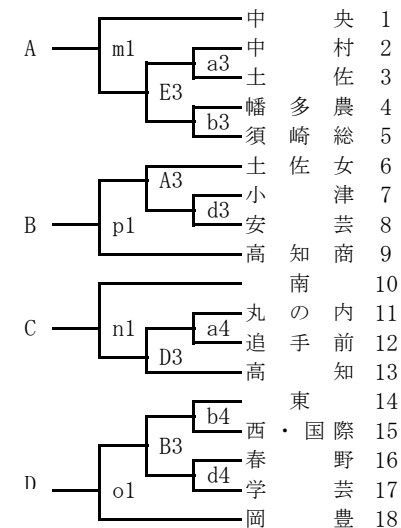 中 央 1
A m1 中 村 2
a3
土 佐 3
E3
幡 多 農 4
b3
須 崎 総 5
土 佐 女 6
A3
小 津 7
d3
B p1 安 芸 8
高 知 商 9
南 10
丸 の 内 11
C n1 a4
追 手 前 12
D3
高 知 13
東 14
b4
西 ・ 国 際 15
B3
春 野 16
d4
D 学 芸 17
o1
岡 豊 18